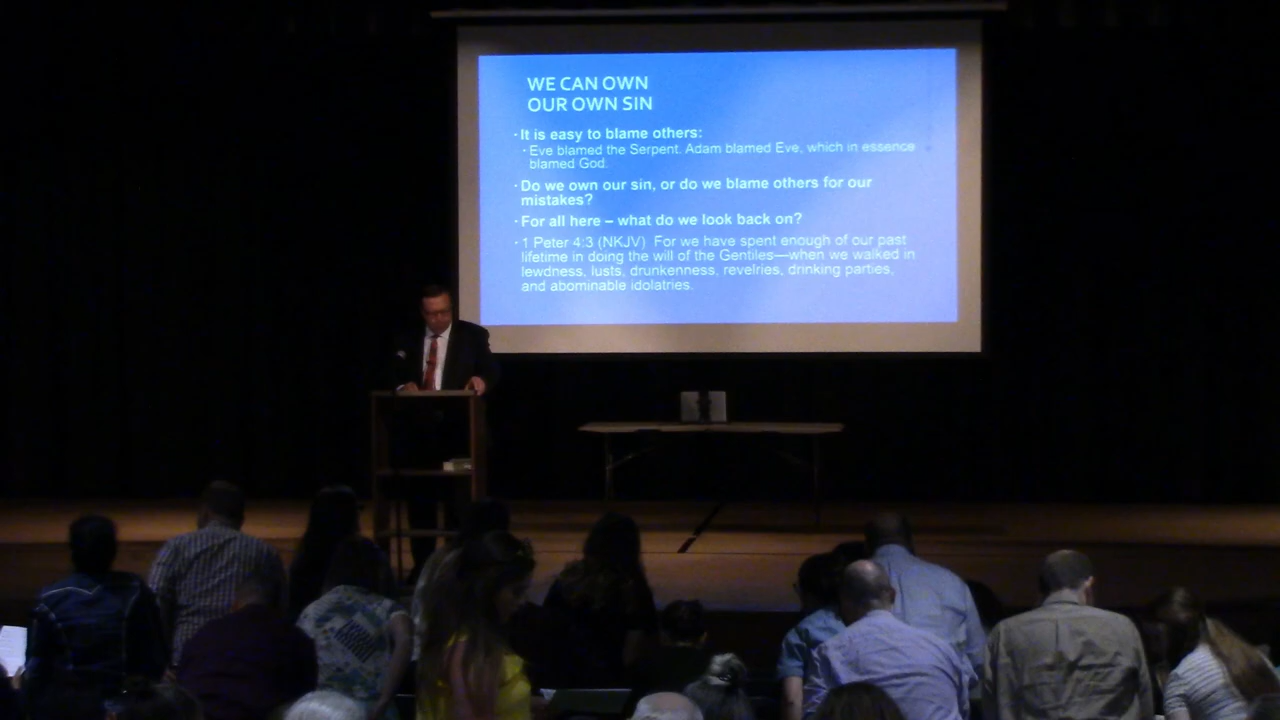 WE CAN OWN
OUR OWN SIN
· It is easy to blame others:
· Eve blamed the Serpent. Adam blamed Eve, which in essence
blamed God.
· Do we own our sin, or do we blame others for our
mistakes?
· For all here – what do we look back on?
· 1 Peter 4:3 (NKJV)  For we have spent enough of our past
lifetime in doing the will of the Gentiles—when we walked in
lewdness, lusts, drunkenness, revelries, drinking parties,
and abominable idolatries.